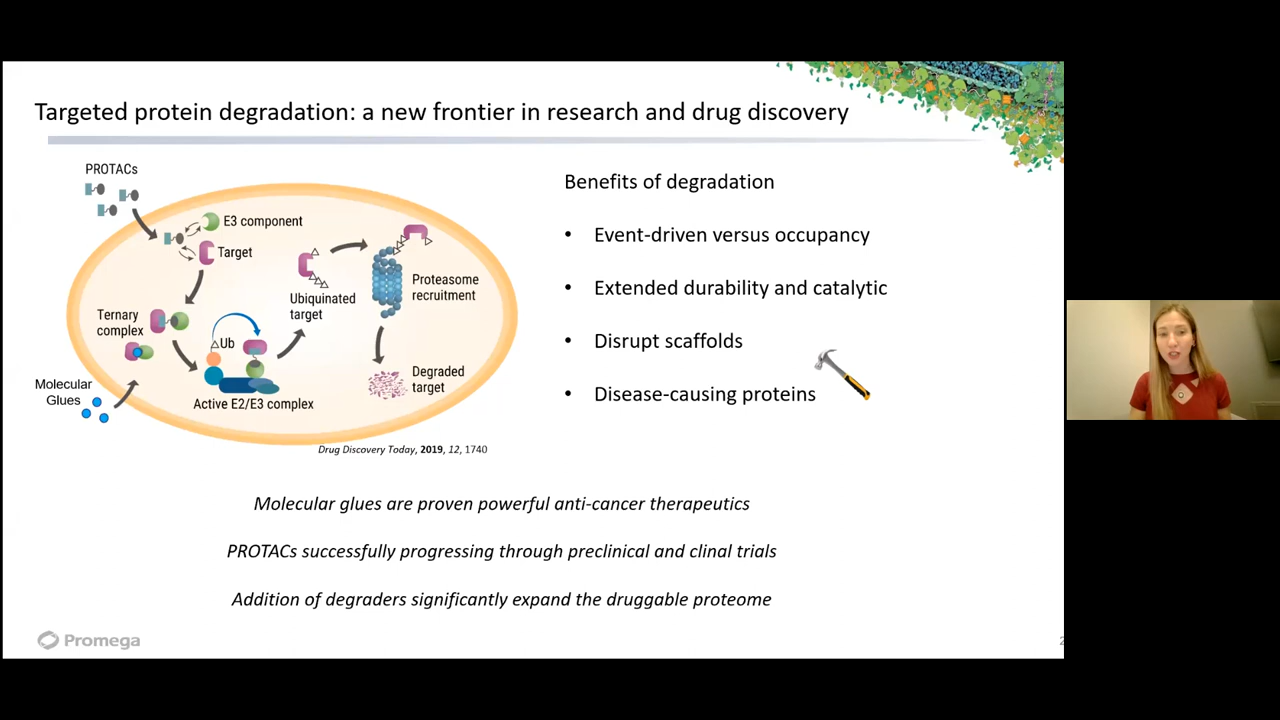 Targeted protein degradation: a new frontier in research and drug discovery
PROTACs
E3 component
Target
Ternary
complex
Molecular
Glues
Ub
Active E2/E3 complex
Ubiquinated
target
Proteasome
recruitment
Degraded
target
Drug Discovery Today, 2019, 12, 1740
Benefits of degradation
• Event-driven versus occupancy
• Extended durability and catalytic
• Disrupt scaffolds
• Disease-causing proteins
Molecular glues are proven powerful anti-cancer therapeutics
PROTACs successfully progressing through preclinical and clinal trials
Addition of degraders significantly expand the druggable proteome
Promega